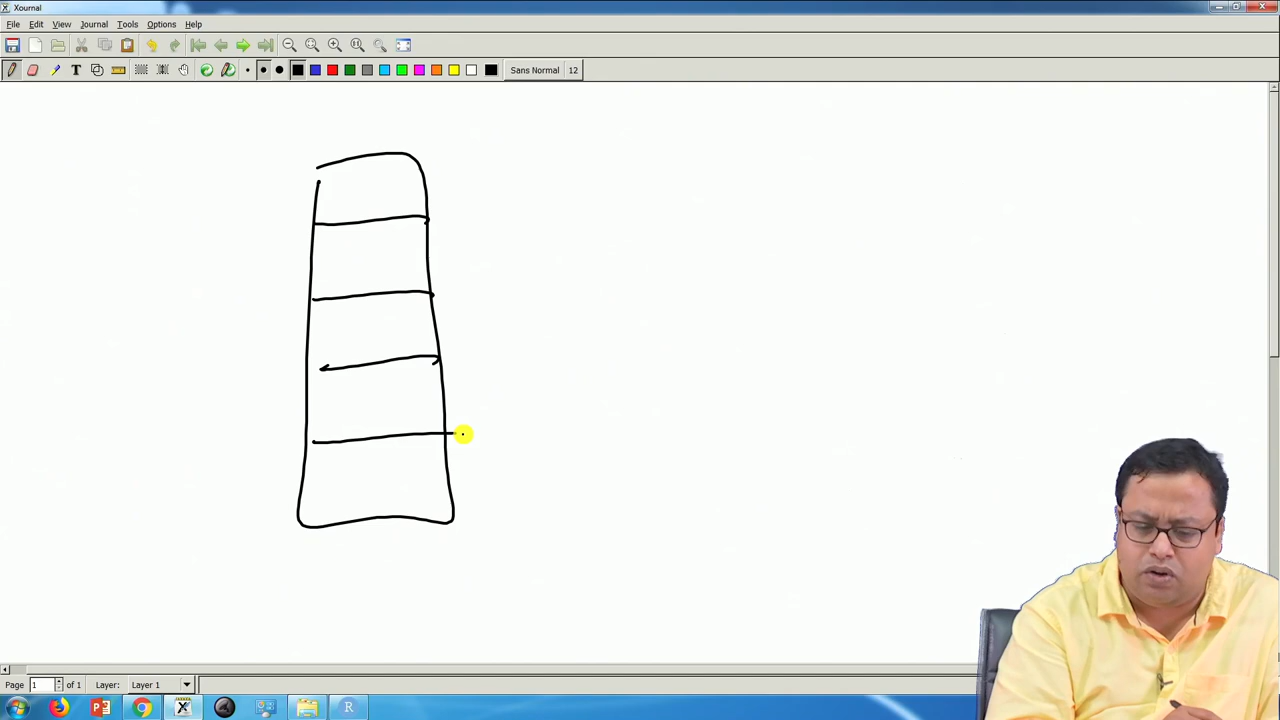 Xournal
File Edit View Journal Tools Options Help
T Sans Normal 12
Page 1 of 1 Layer: Layer 1
P R